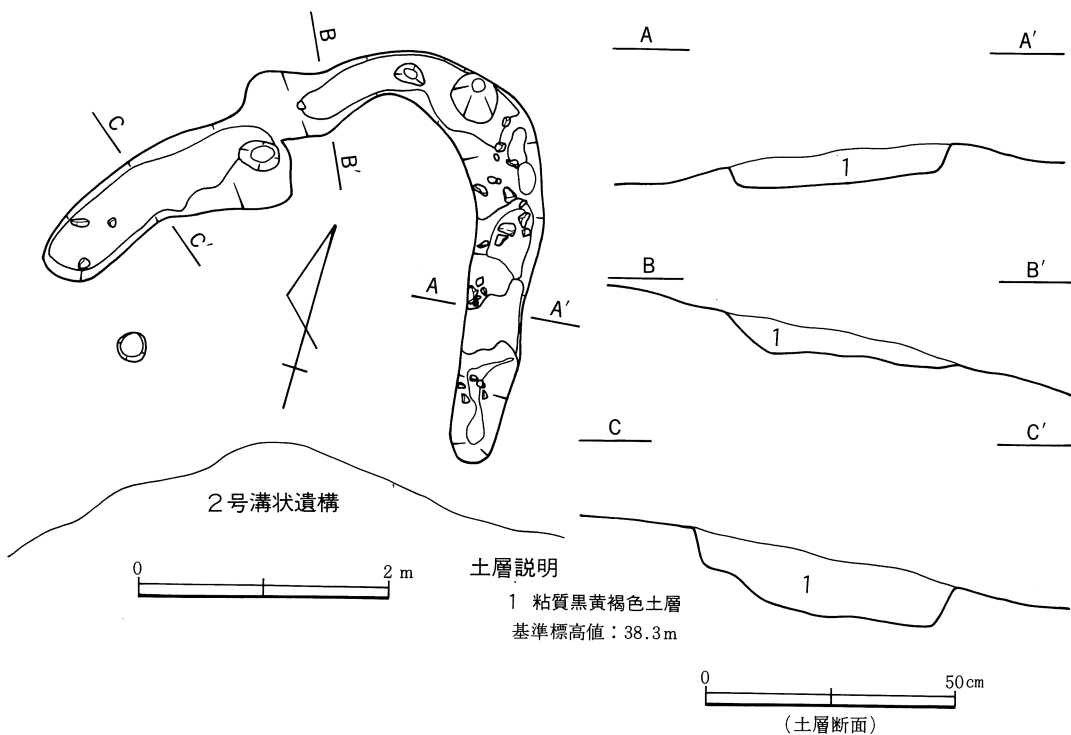 B
C
B′
C′
A
A′
2号溝状遺構
0 2 m
土層説明
1 粘質黒黄褐色土層
基準標高値：38.3m
A A′
1
B B′
1
C C′
1
0 50cm
(土層断面)